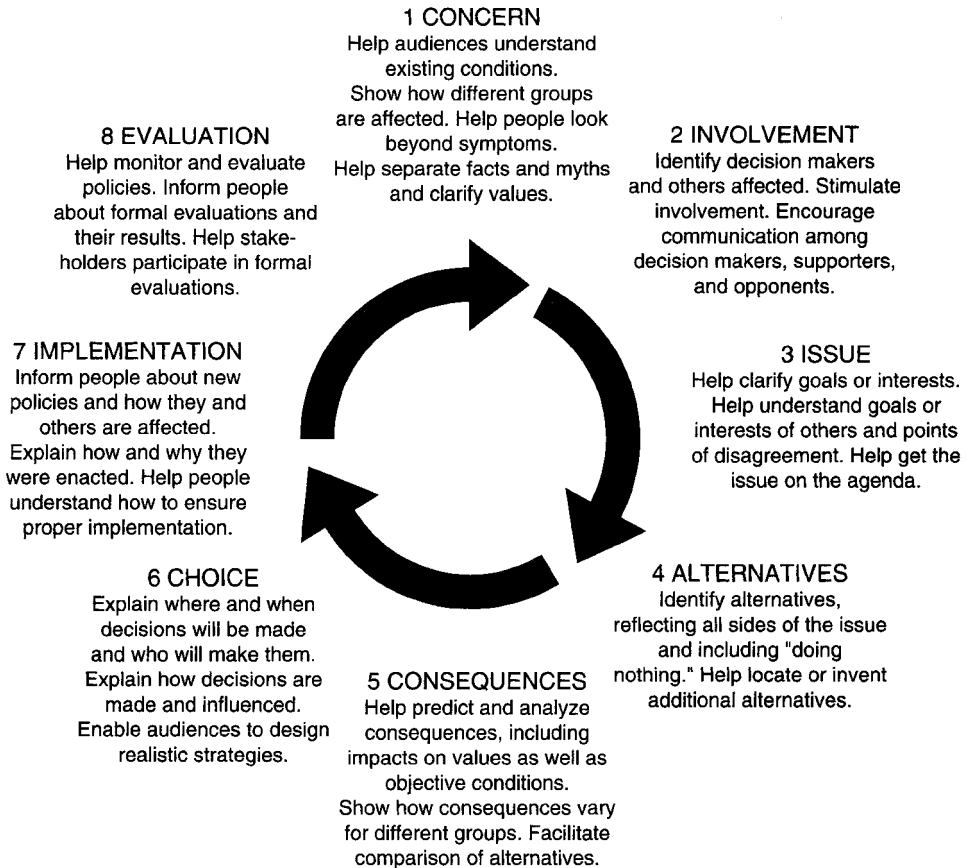 1 CONCERN
Help audiences understand
existing conditions.
Show how different groups
are affected. Help people look
beyond symptoms.
Help separate facts and myths
and clarify values.
2 INVOLVEMENT
Identify decision makers
and others affected. Stimulate
involvement. Encourage
communication among
decision makers, supporters,
and opponents.
3 ISSUE
Help clarify goals or interests.
Help understand goals or
interests of others and points
of disagreement. Help get the
issue on the agenda.
4 ALTERNATIVES
Identify alternatives,
reflecting all sides of the issue
and including "doing
nothing." Help locate or invent
additional alternatives.
5 CONSEQUENCES
Help predict and analyze
consequences, including
impacts on values as well as
objective conditions.
Show how consequences vary
for different groups. Facilitate
comparison of alternatives.
6 CHOICE
Explain where and when
decisions will be made
and who will make them.
Explain how decisions are
made and influenced.
Enable audiences to design
realistic strategies.
7 IMPLEMENTATION
Inform people about new
policies and how they and
others are affected.
Explain how and why they
were enacted. Help people
understand how to ensure
proper implementation.
8 EVALUATION
Help monitor and evaluate
policies. Inform people
about formal evaluations and
their results. Help stake-
holders participate in formal
evaluations.